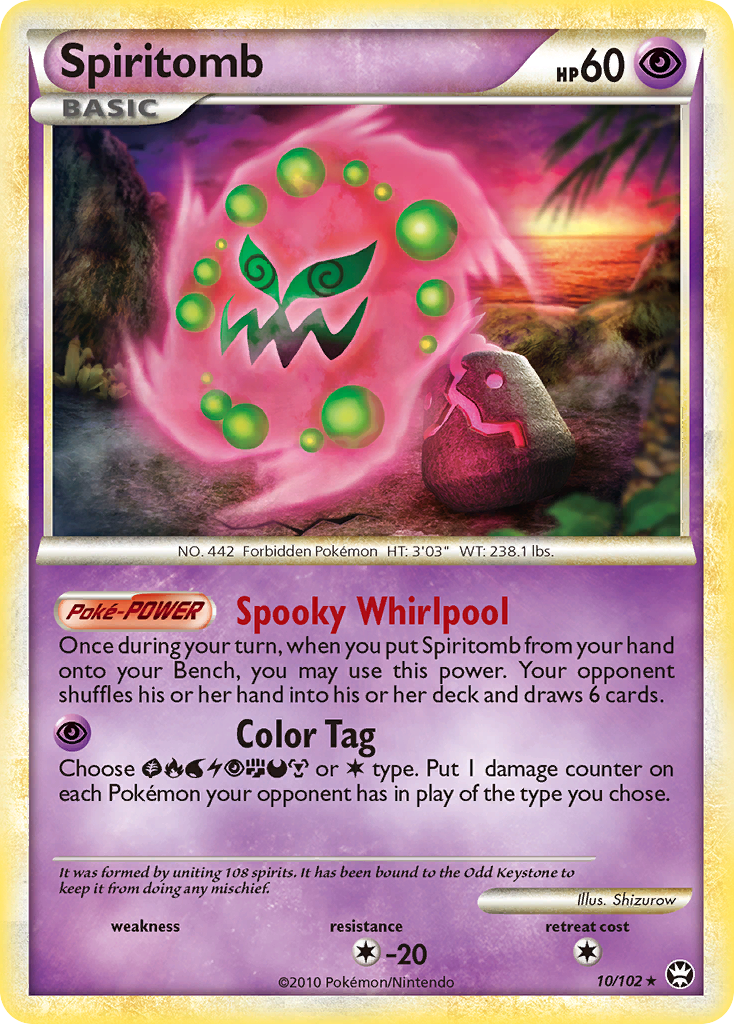 Spiritomb
HP60
BASIC
NO. 442 Forbidden Pokémon HT: 3'03" WT: 238.1 lbs.
Poké-POWER Spooky Whirlpool
Once during your turn, when you put Spiritomb from your hand
onto your Bench, you may use this power. Your opponent
shuffles his or her hand into his or her deck and draws 6 cards.
Color Tag
Choose or type. Put 1 damage counter on
each Pokémon your opponent has in play of the type you chose.
It was formed by uniting 108 spirits. It has been bound to the Odd Keystone to
keep it from doing any mischief.
Illus. Shizurow
weakness resistance retreat cost
-20
©2010 Pokémon/Nintendo 10/102 ★